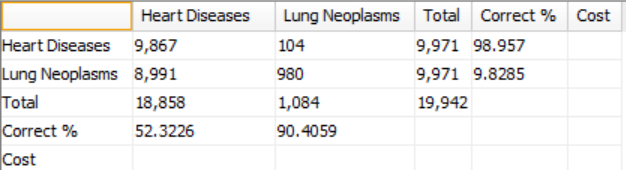 Heart Diseases Lung Neoplasms Total Correct % Cost
Heart Diseases 9,867 104 9,971 98.957
Lung Neoplasms 8,991 980 9,971 9.8285
Total 18,858 1,084 19,942
Correct % 52.3226 90.4059
Cost